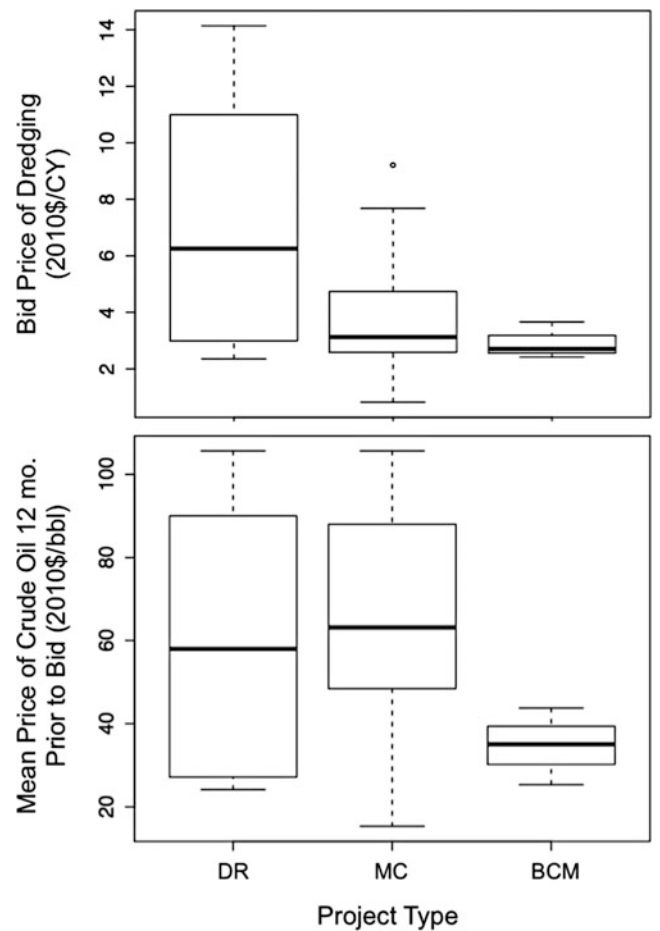 Bid Price of Dredging
(2010$/CY)
14
12
10
8
6
4
2
Mean Price of Crude Oil 12 mo.
Prior to Bid (2010$/bbl)
100
80
60
40
20
DR MC BCM
Project Type